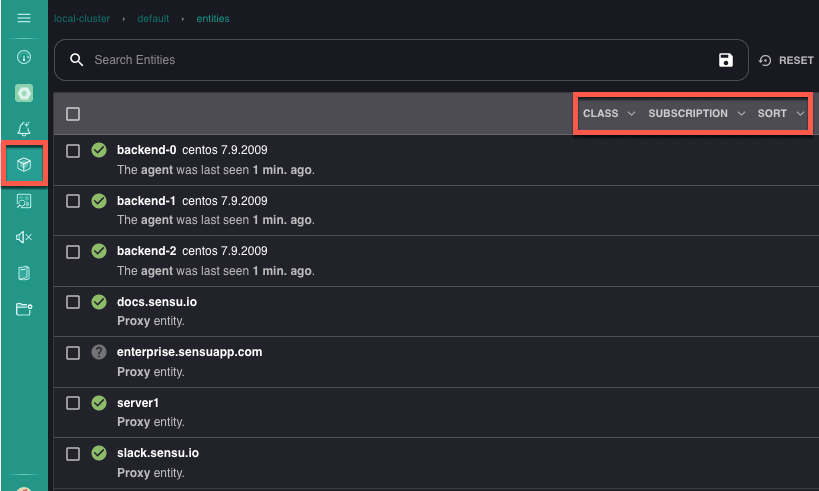 local-cluster › default › entities
Search Entities
RESET
CLASS SUBSCRIPTION SORT
backend-0 centos 7.9.2009
The agent was last seen 1 min. ago.
backend-1 centos 7.9.2009
The agent was last seen 1 min. ago.
backend-2 centos 7.9.2009
The agent was last seen 1 min. ago.
docs.sensu.io
Proxy entity.
enterprise.sensuapp.com
Proxy entity.
server1
Proxy entity.
slack.sensu.io
Proxy entity.